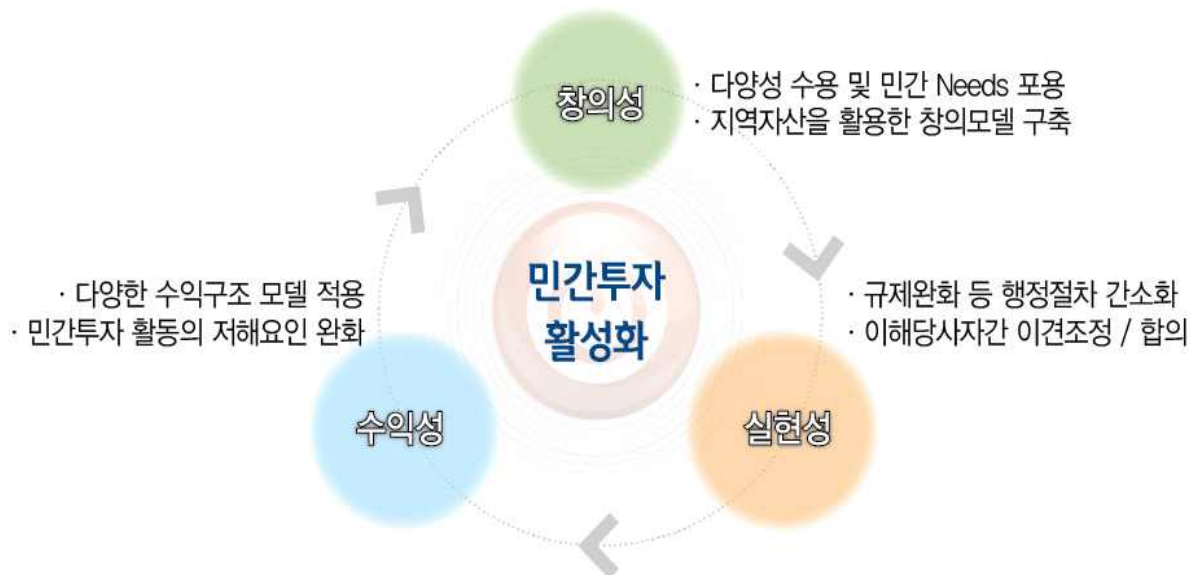 창의성
· 다양성 수용 및 민간 Needs 포용
· 지역자산을 활용한 창의모델 구축
민간투자
활성화
· 다양한 수익구조 모델 적용
· 민간투자 활동의 저해요인 완화
수익성
· 규제완화 등 행정절차 간소화
· 이해당사자간 이견조정 / 합의
실현성